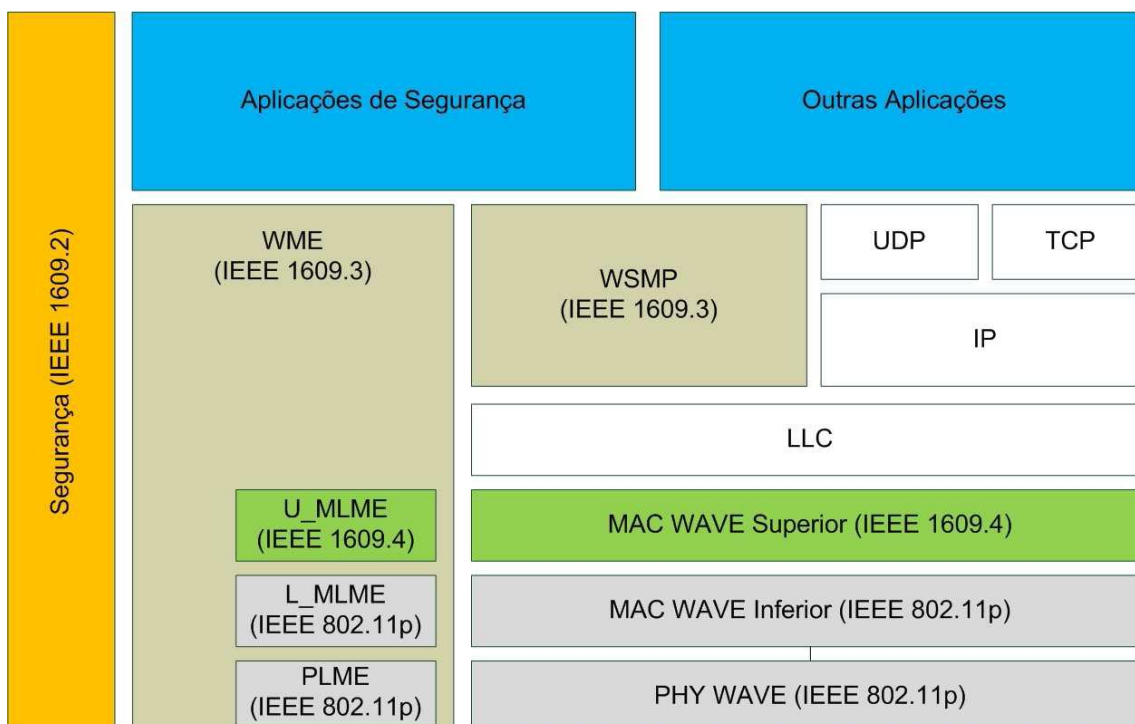 Segurança (IEEE 1609.2)
Aplicações de Segurança
Outras Aplicações
WME
(IEEE 1609.3)
WSMP
(IEEE 1609.3)
UDP
TCP
IP
LLC
U_MLME
(IEEE 1609.4)
MAC WAVE Superior (IEEE 1609.4)
L_MLME
(IEEE 802.11p)
MAC WAVE Inferior (IEEE 802.11p)
PLME
(IEEE 802.11p)
PHY WAVE (IEEE 802.11p)